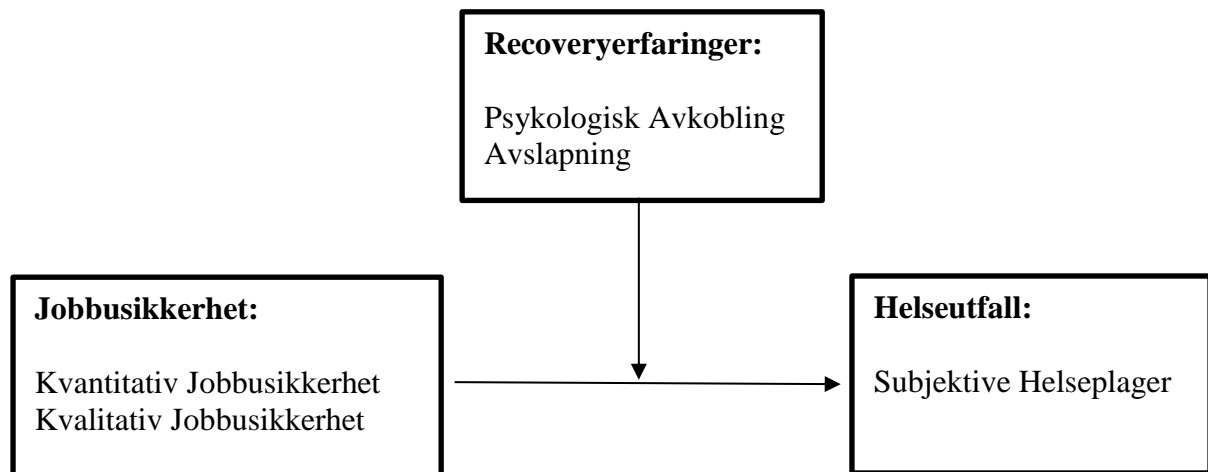 Recoveryerfaringer:
Psykologisk Avkobling
Avslapning
Jobbusikkerhet:
Kvantitativ Jobbusikkerhet
Kvalitativ Jobbusikkerhet
Helseutfall:
Subjektive Helseplager